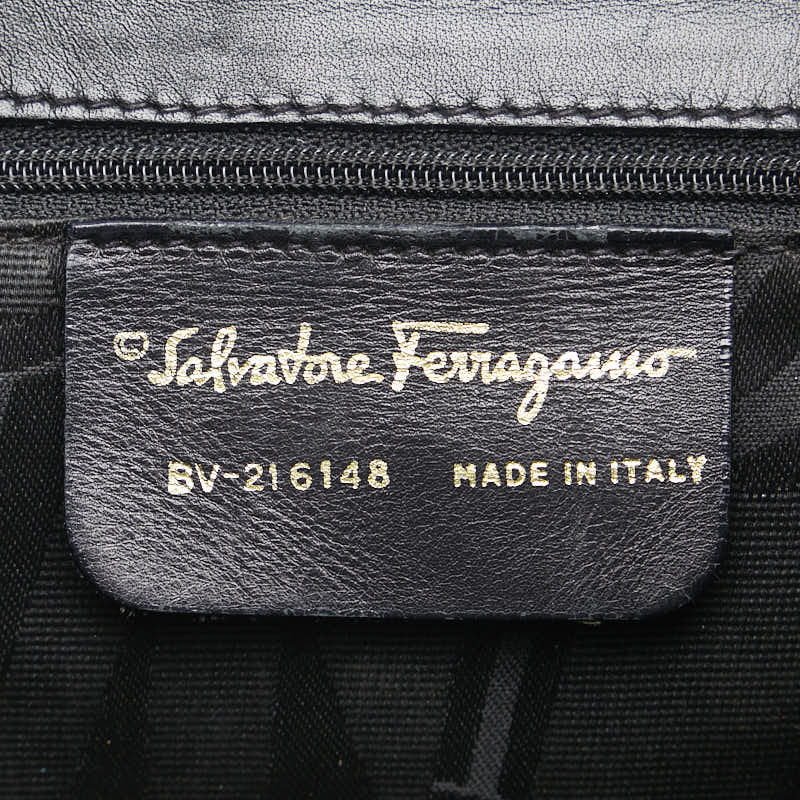 © Salvatore Ferragamo
BV-216148 MADE IN ITALY